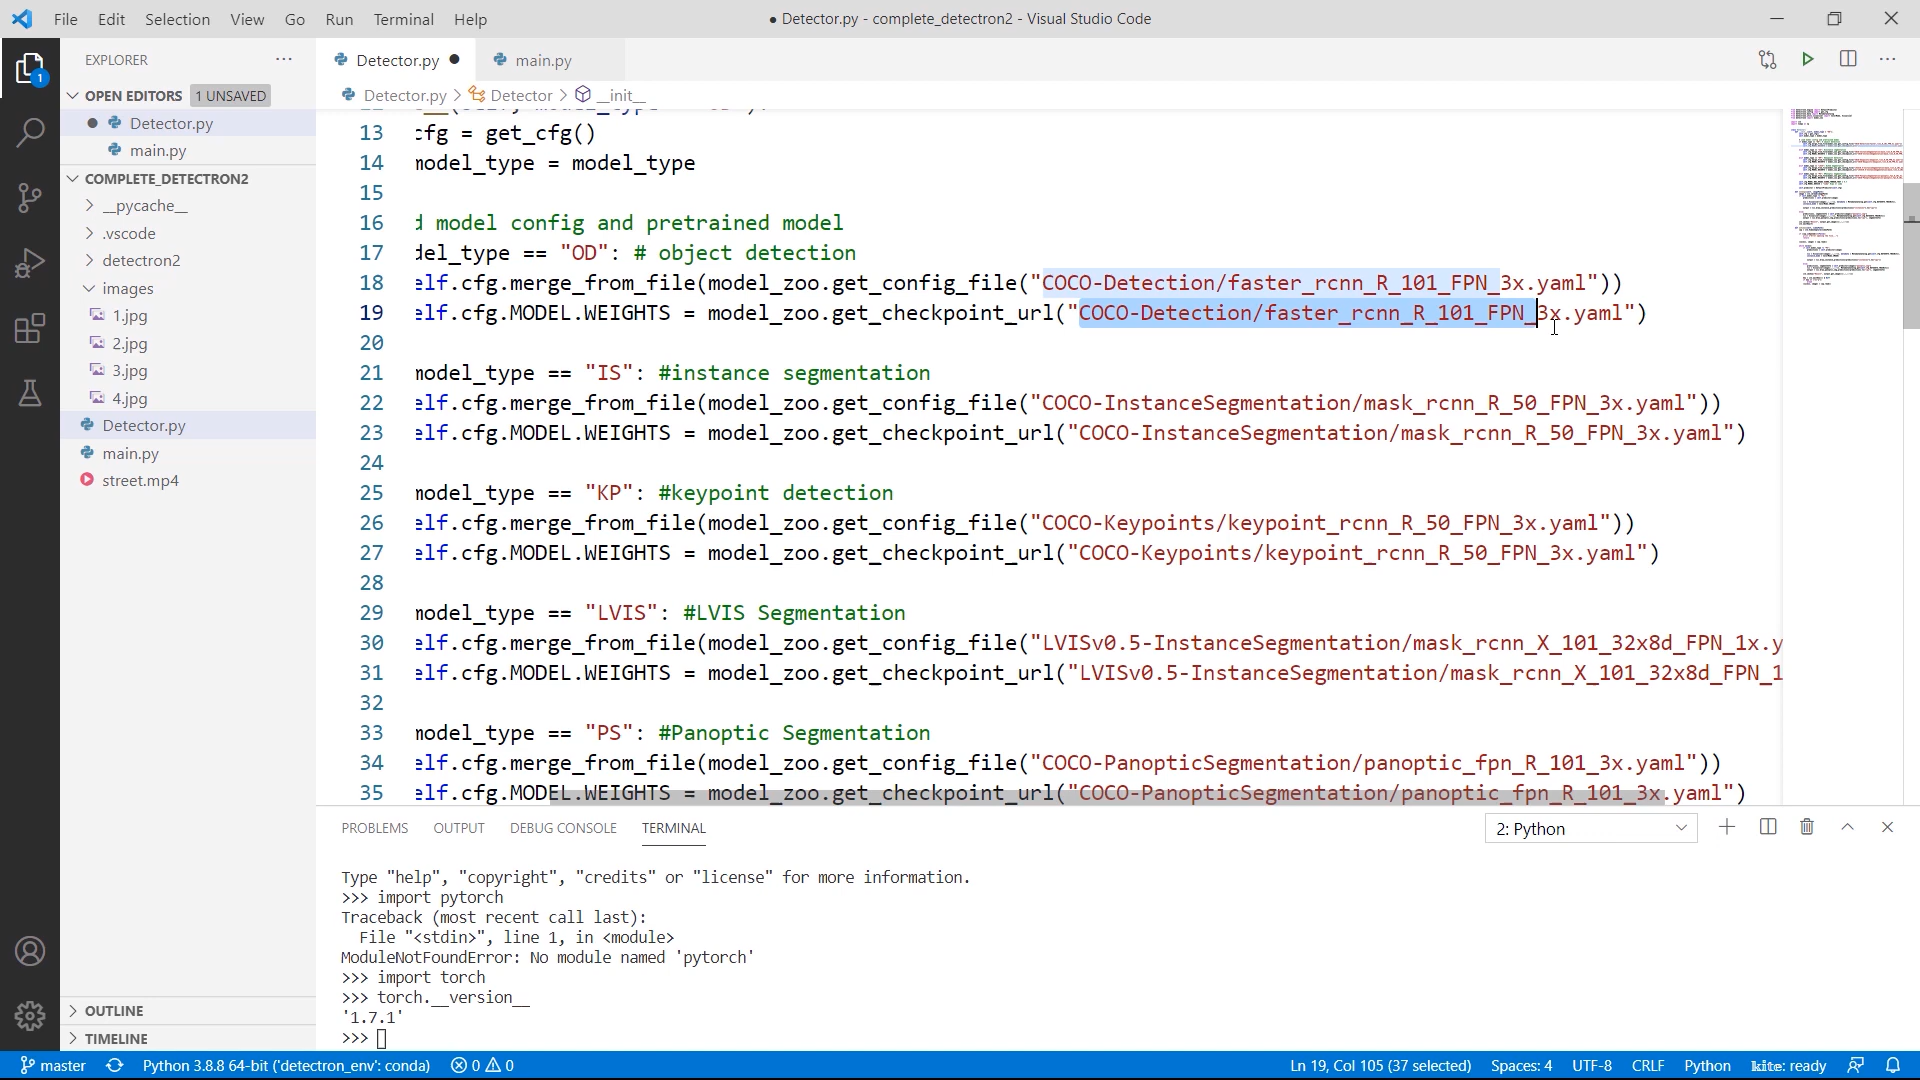 File Edit Selection View Go Run Terminal Help
● Detector.py - complete_detectron2 - Visual Studio Code
EXPLORER ...
Detector.py ●
main.py
OPEN EDITORS 1 UNSAVED
Detector.py > Detector > __init__
● Detector.py
main.py
COMPLETE_DETECTRON2
__pycache__
.vscode
detectron2
images
1.jpg
2.jpg
3.jpg
4.jpg
Detector.py
main.py
street.mp4
OUTLINE
TIMELINE
13 cfg = get_cfg()
14 model_type = model_type
15
16 d model config and pretrained model
17 del_type == "OD": # object detection
18 elf.cfg.merge_from_file(model_zoo.get_config_file("COCO-Detection/faster_rcnn_R_101_FPN_3x.yaml"))
19 elf.cfg.MODEL.WEIGHTS = model_zoo.get_checkpoint_url("COCO-Detection/faster_rcnn_R_101_FPN_3x.yaml")
20
21 model_type == "IS": #instance segmentation
22 elf.cfg.merge_from_file(model_zoo.get_config_file("COCO-InstanceSegmentation/mask_rcnn_R_50_FPN_3x.yaml"))
23 elf.cfg.MODEL.WEIGHTS = model_zoo.get_checkpoint_url("COCO-InstanceSegmentation/mask_rcnn_R_50_FPN_3x.yaml")
24
25 model_type == "KP": #keypoint detection
26 elf.cfg.merge_from_file(model_zoo.get_config_file("COCO-Keypoints/keypoint_rcnn_R_50_FPN_3x.yaml"))
27 elf.cfg.MODEL.WEIGHTS = model_zoo.get_checkpoint_url("COCO-Keypoints/keypoint_rcnn_R_50_FPN_3x.yaml")
28
29 model_type == "LVIS": #LVIS Segmentation
30 elf.cfg.merge_from_file(model_zoo.get_config_file("LVISv0.5-InstanceSegmentation/mask_rcnn_X_101_32x8d_FPN_1x.y
31 elf.cfg.MODEL.WEIGHTS = model_zoo.get_checkpoint_url("LVISv0.5-InstanceSegmentation/mask_rcnn_X_101_32x8d_FPN_1
32
33 model_type == "PS": #Panoptic Segmentation
34 elf.cfg.merge_from_file(model_zoo.get_config_file("COCO-PanopticSegmentation/panoptic_fpn_R_101_3x.yaml"))
35 elf.cfg.MODEL.WEIGHTS = model_zoo.get_checkpoint_url("COCO-PanopticSegmentation/panoptic_fpn_R_101_3x.yaml")
PROBLEMS OUTPUT DEBUG CONSOLE TERMINAL
2: Python
Type "help", "copyright", "credits" or "license" for more information.
>>> import pytorch
Traceback (most recent call last):
File "<stdin>", line 1, in <module>
ModuleNotFoundError: No module named 'pytorch'
>>> import torch
>>> torch.__version__
'1.7.1'
>>>
master Python 3.8.8 64-bit ('detectron_env': conda) 0 0 Ln 19, Col 105 (37 selected) Spaces: 4 UTF-8 CRLF Python kite: ready
1